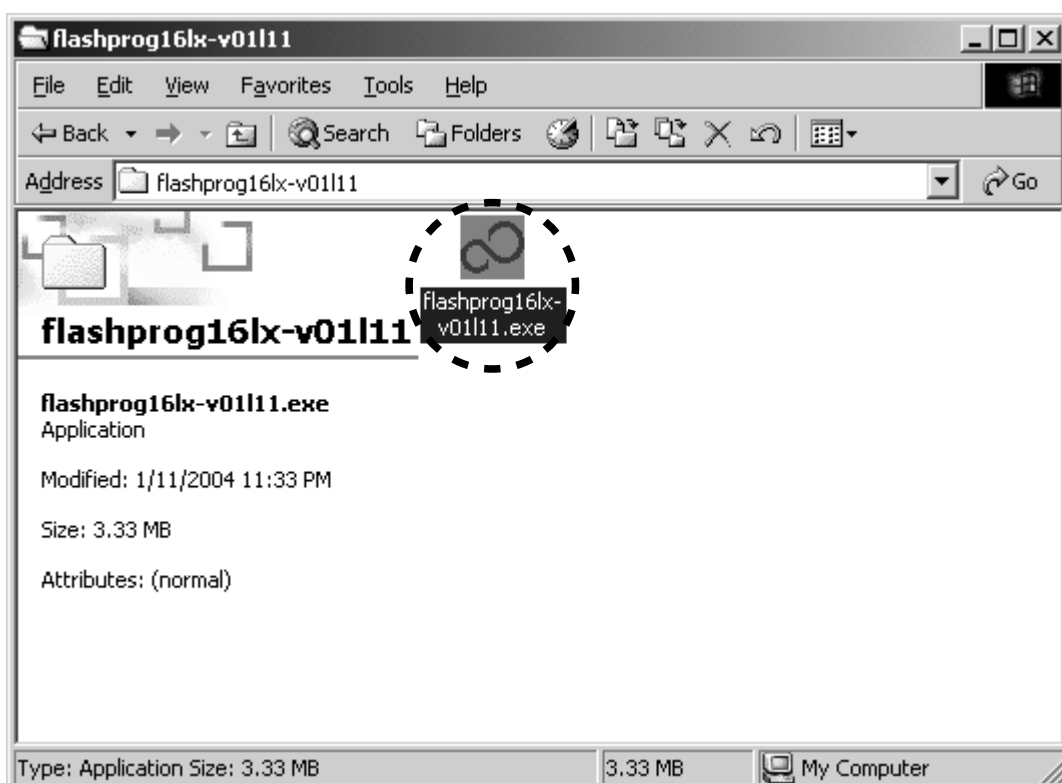 flashprog16lx-v01l11
File Edit View Favorites Tools Help
Back Search Folders
Address flashprog16lx-v01l11 Go
flashprog16lx-v01l11
flashprog16lx-
v01l11.exe
flashprog16lx-v01l11.exe
Application
Modified: 1/11/2004 11:33 PM
Size: 3.33 MB
Attributes: (normal)
Type: Application Size: 3.33 MB 3.33 MB My Computer